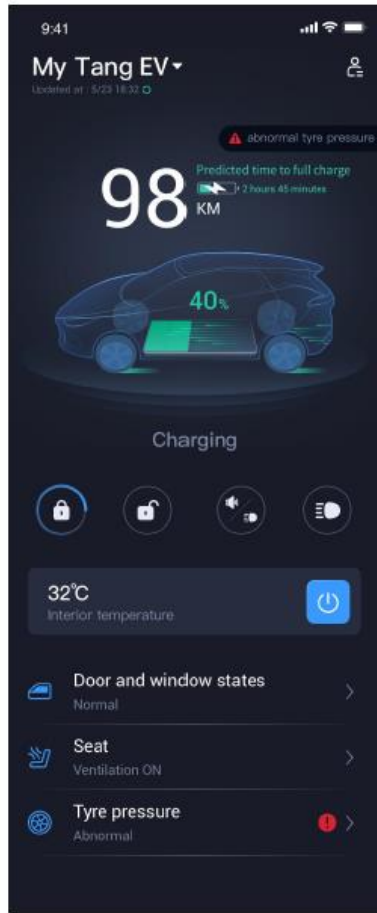 9:41
My Tang EV
Updated at : 5/23 18:32
abnormal tyre pressure
Predicted time to full charge
98
2 hours 45 minutes
KM
40%
Charging
32℃
Interior temperature
Door and window states
Normal
Seat
Ventilation ON
Tyre pressure
Abnormal